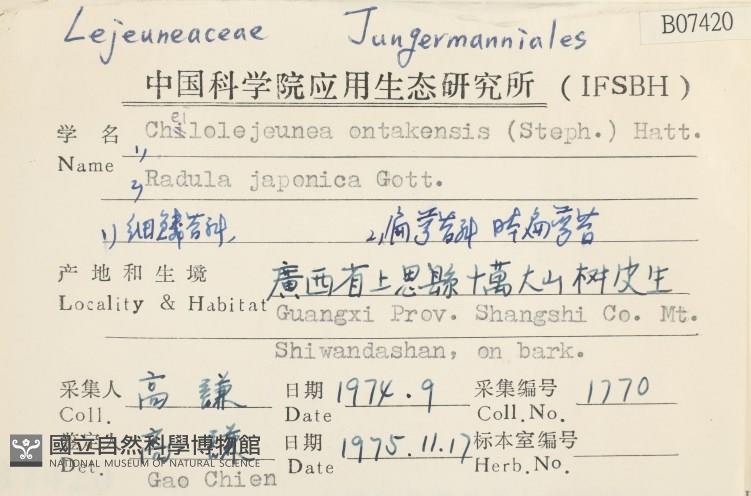 B07420
Lejeuneaceae Jungermanniales
中国科学院应用生态研究所 (IFSBH)
学名 Cheilolejeunea ontakensis (Steph.) Hatt.
Name 1)
2) Radula japonica Gott.
1) 细鳞苔科 2) 扁萼苔科 日本扁萼苔
产地和生境 廣西省上思縣十萬大山树皮生
Locality & Habitat Guangxi Prov. Shangshi Co. Mt.
Shiwandashan, on bark.
采集人 高謙 日期 1974.9 采集编号 1770
Coll. Date Coll.No.
高謙 日期 1975.11.17 标本室编号
Det. Gao Chien Date Herb.No.
國立自然科學博物館
NATIONAL MUSEUM OF NATURAL SCIENCE